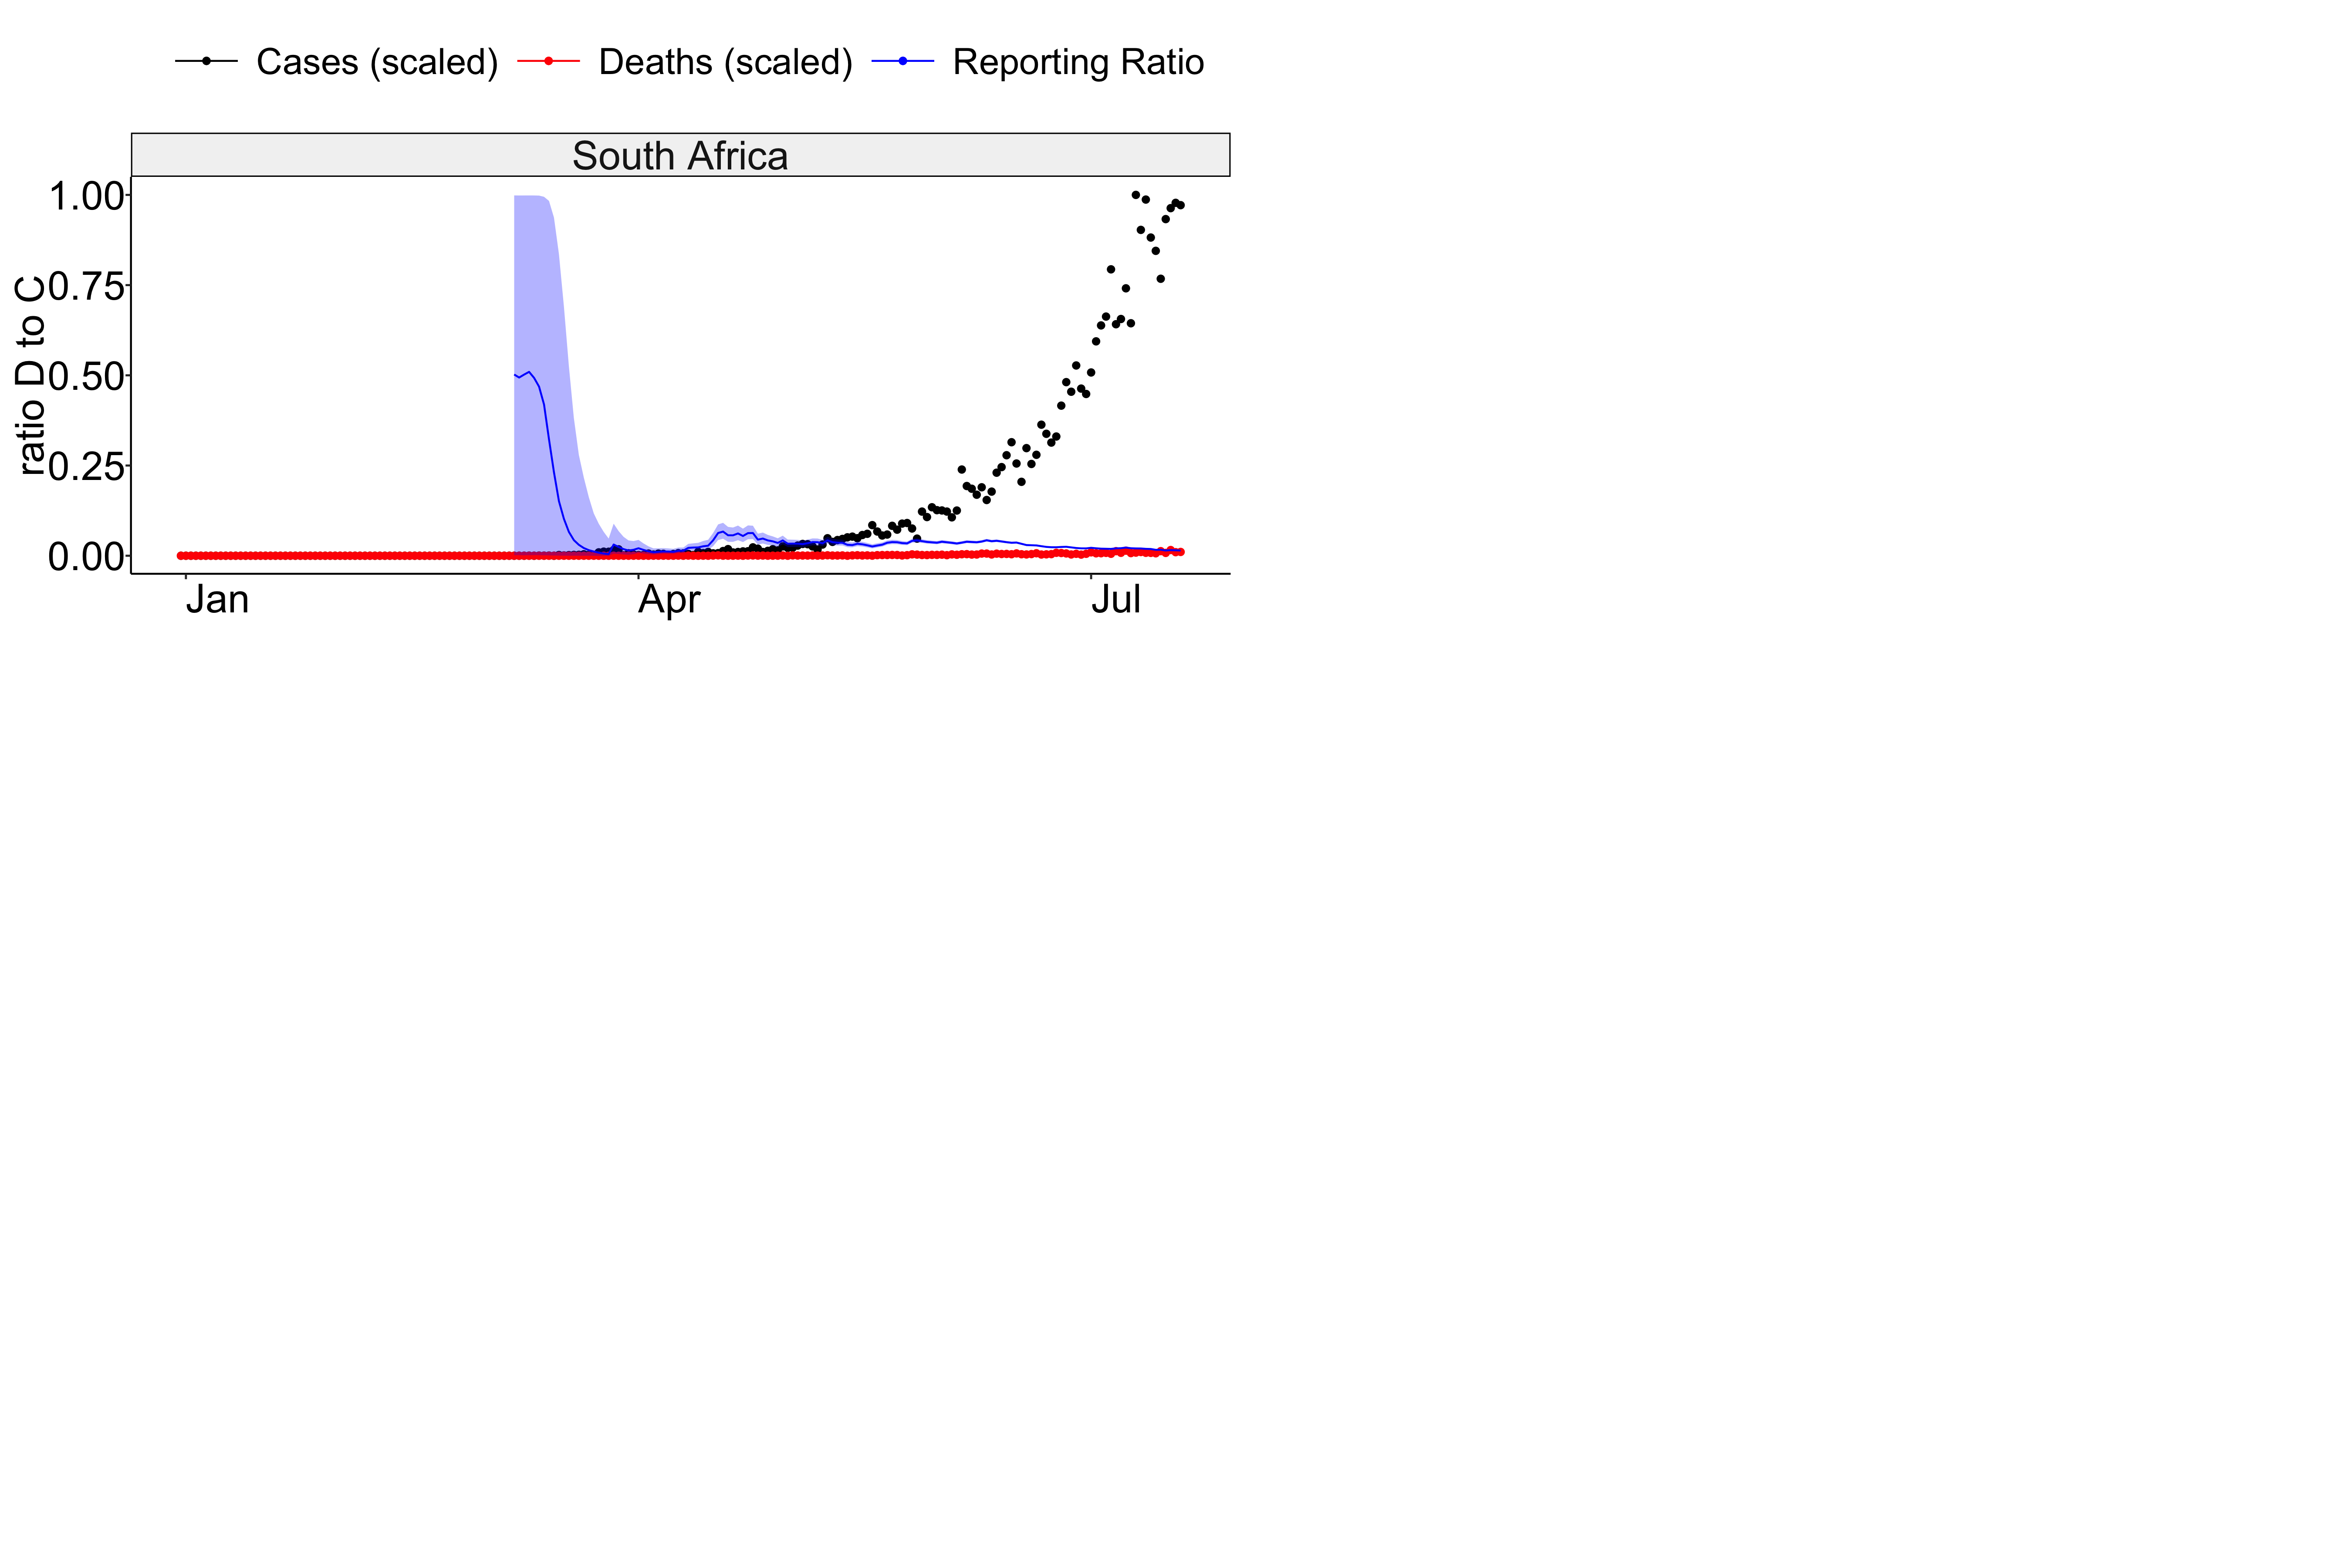 Cases (scaled) Deaths (scaled) Reporting Ratio
South Africa
ratio D to C
1.00
0.75
0.50
0.25
0.00
Jan Apr Jul